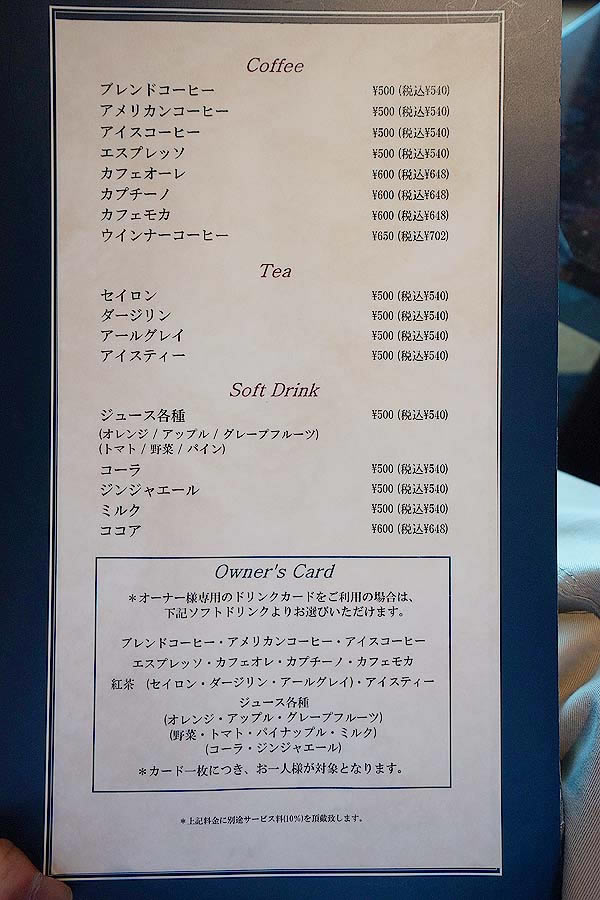 Coffee
ブレンドコーヒー ¥500 (税込¥540)
アメリカンコーヒー ¥500 (税込¥540)
アイスコーヒー ¥500 (税込¥540)
エスプレッソ ¥500 (税込¥540)
カフェオーレ ¥600 (税込¥648)
カプチーノ ¥600 (税込¥648)
カフェモカ ¥600 (税込¥648)
ウインナーコーヒー ¥650 (税込¥702)
Tea
セイロン ¥500 (税込¥540)
ダージリン ¥500 (税込¥540)
アールグレイ ¥500 (税込¥540)
アイスティー ¥500 (税込¥540)
Soft Drink
ジュース各種 ¥500 (税込¥540)
(オレンジ / アップル / グレープフルーツ)
(トマト / 野菜 / パイン)
コーラ ¥500 (税込¥540)
ジンジャエール ¥500 (税込¥540)
ミルク ¥500 (税込¥540)
ココア ¥600 (税込¥648)
Owner's Card
＊オーナー様専用のドリンクカードをご利用の場合は、
下記ソフトドリンクよりお選びいただけます。
ブレンドコーヒー・アメリカンコーヒー・アイスコーヒー
エスプレッソ・カフェオレ・カプチーノ・カフェモカ
紅茶 (セイロン・ダージリン・アールグレイ)・アイスティー
ジュース各種
(オレンジ・アップル・グレープフルーツ)
(野菜・トマト・パイナップル・ミルク)
(コーラ・ジンジャエール)
＊カード一枚につき、お一人様が対象となります。
＊上記料金に別途サービス料(10%)を頂戴致します。